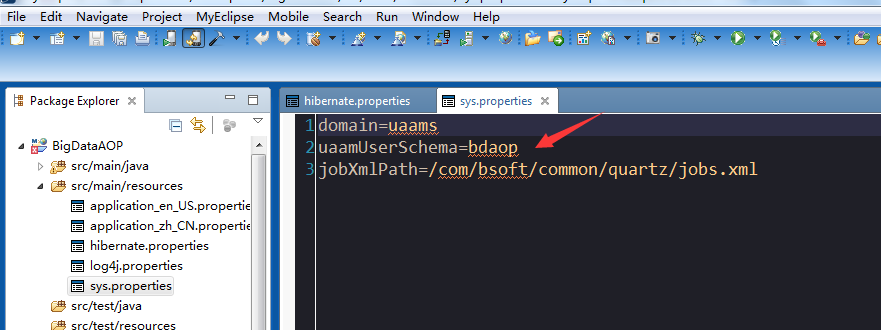 File Edit Navigate Project MyEclipse Mobile Search Run Window Help
Package Explorer
BigDataAOP
src/main/java
src/main/resources
application_en_US.propertie
application_zh_CN.propertie
hibernate.properties
log4j.properties
sys.properties
src/test/java
src/test/resources
hibernate.properties
sys.properties
1 domain=uaams
2 uaamUserSchema=bdaop
3 jobXmlPath=/com/bsoft/common/quartz/jobs.xml